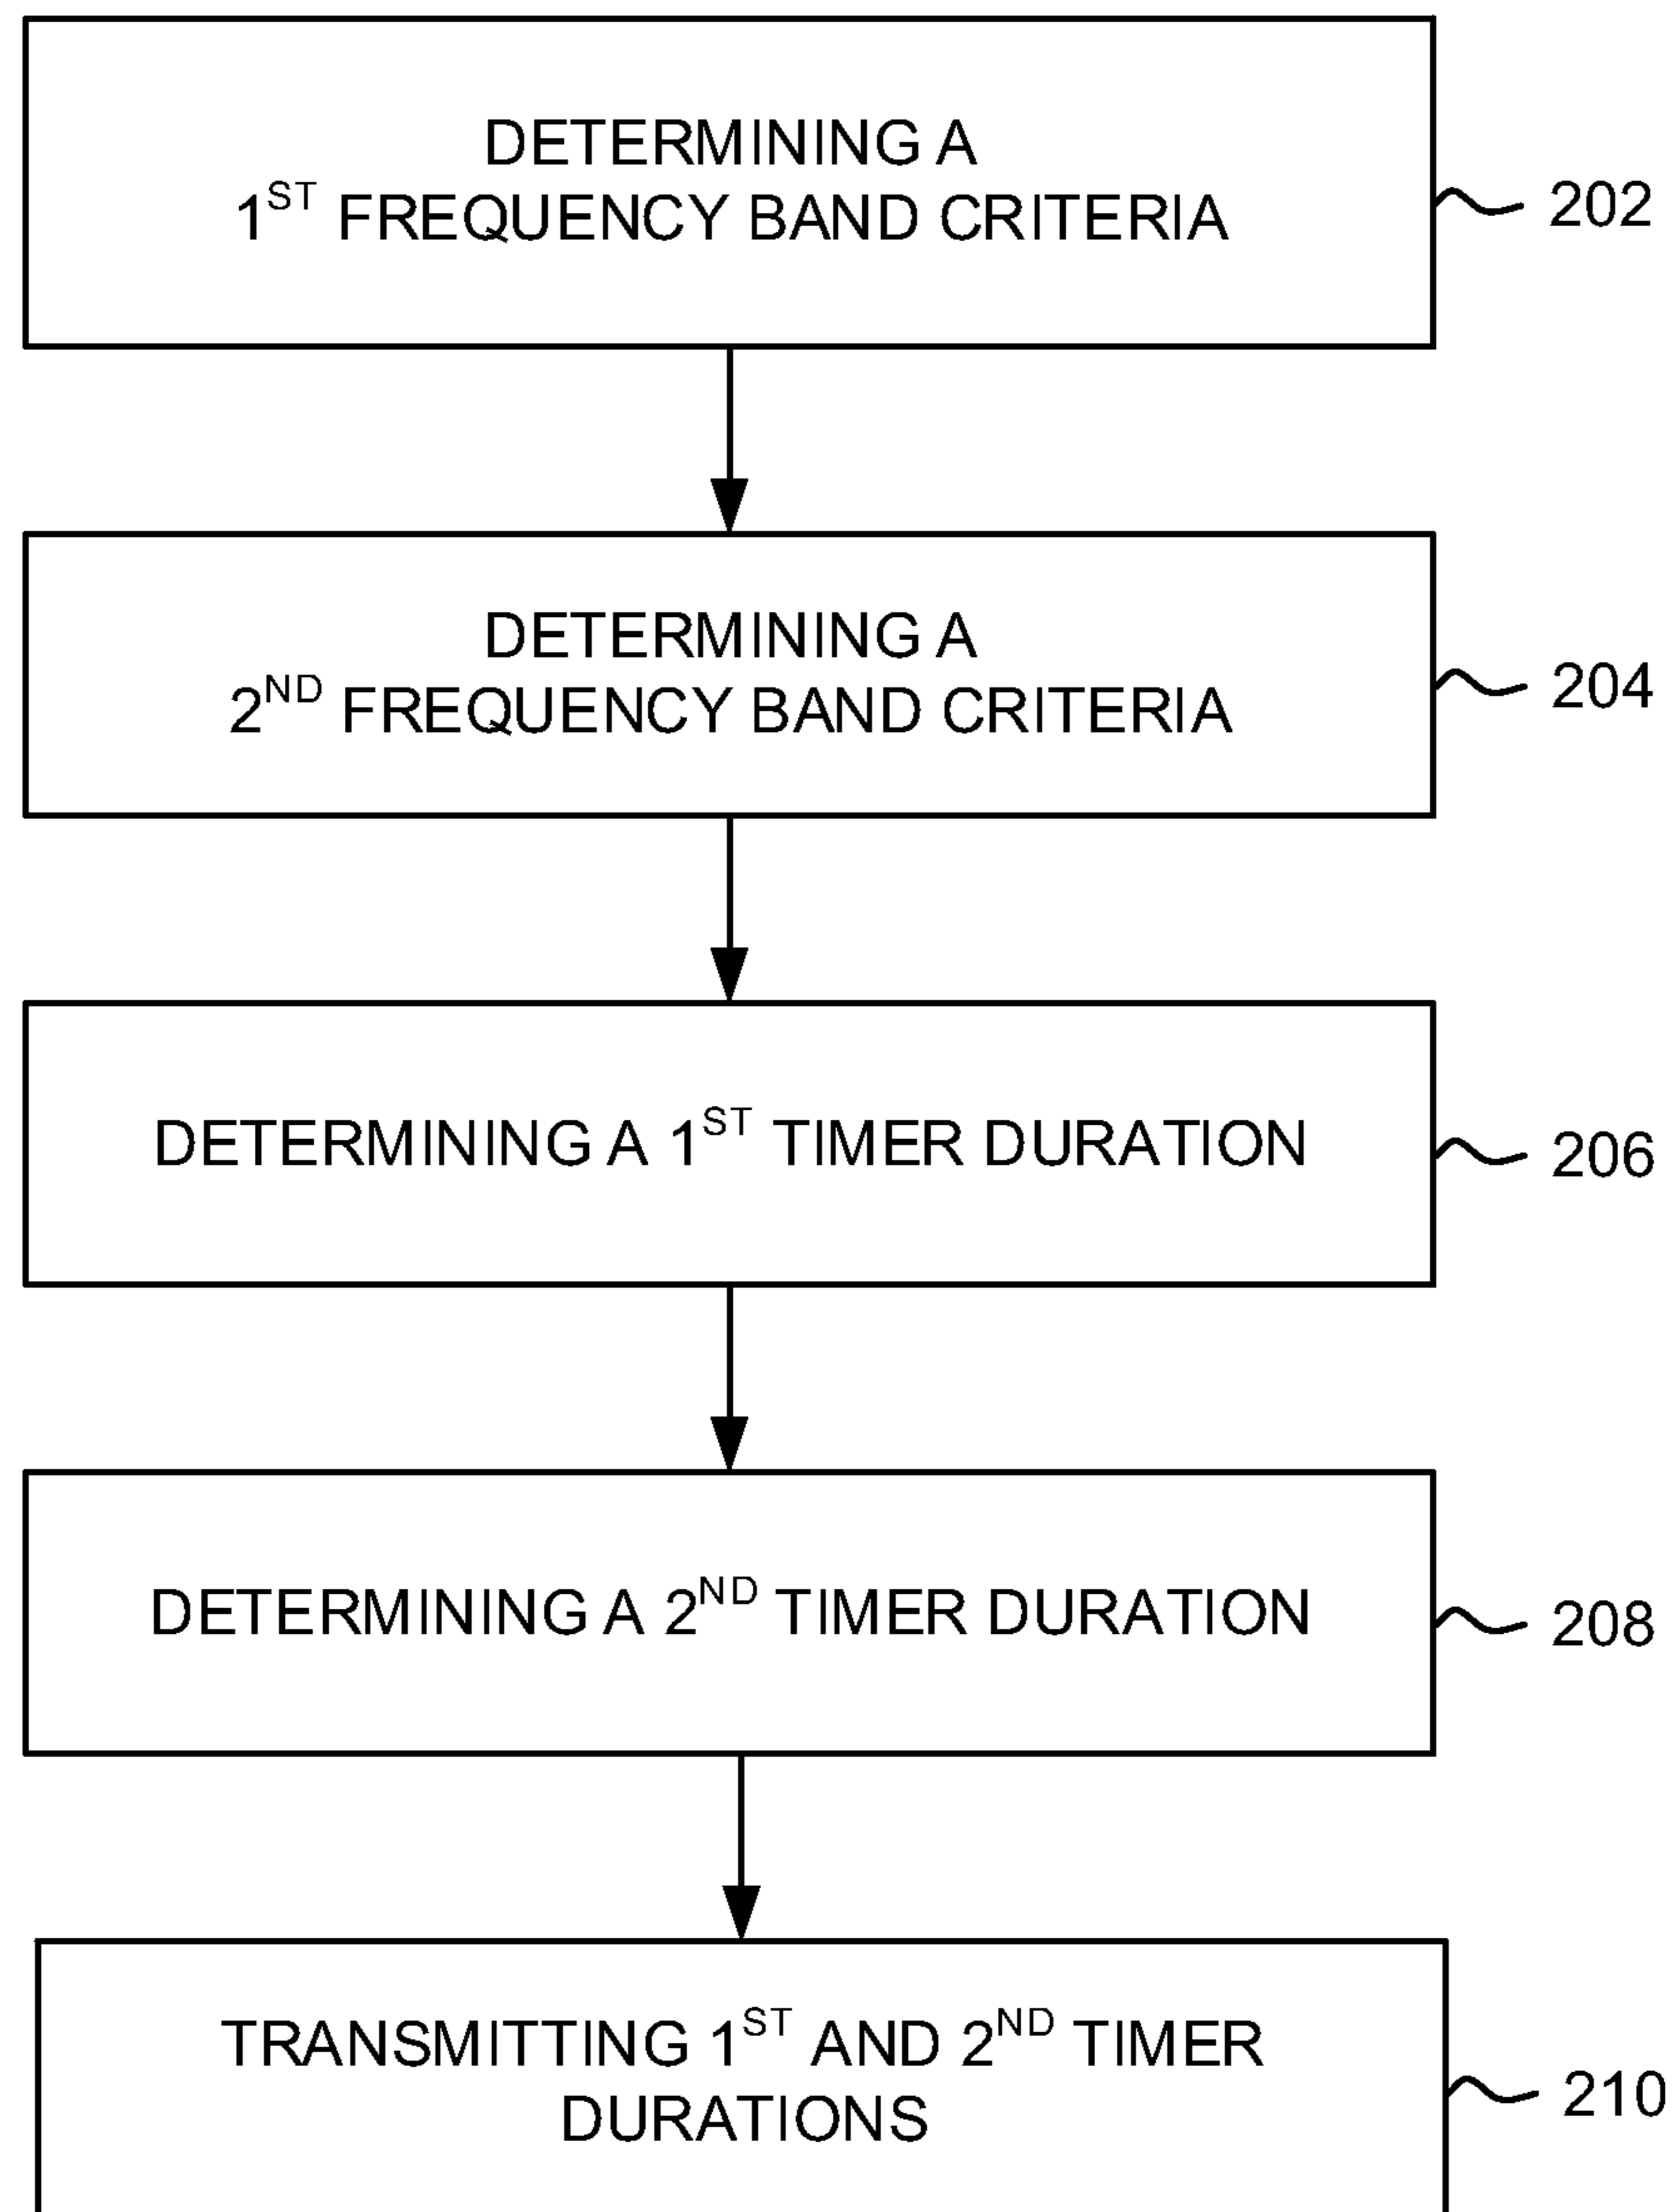 DETERMINING A
1ST FREQUENCY BAND CRITERIA
202
DETERMINING A
2ND FREQUENCY BAND CRITERIA
204
DETERMINING A 1ST TIMER DURATION
206
DETERMINING A 2ND TIMER DURATION
208
TRANSMITTING 1ST AND 2ND TIMER
DURATIONS
210